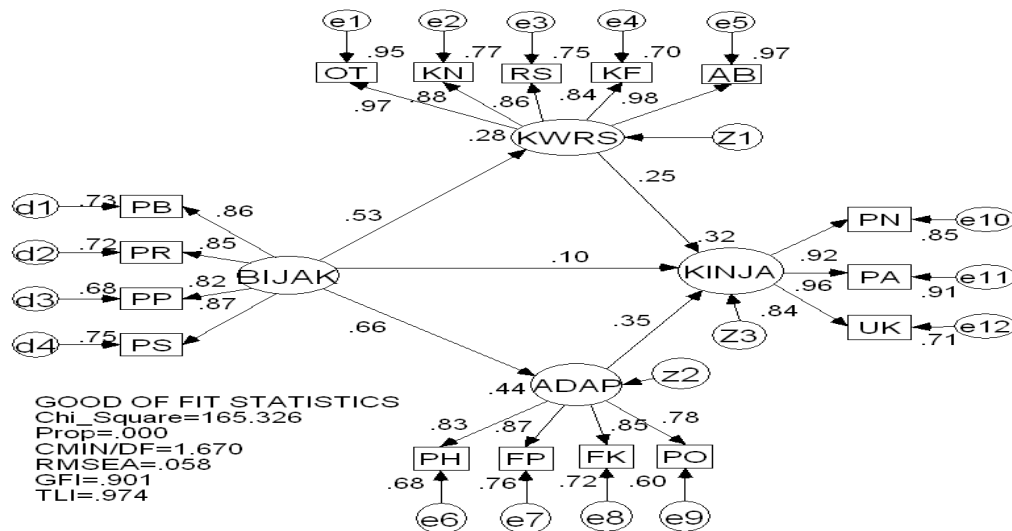 e1 e2 e3 e4 e5
.95 .77 .75 .70 .97
OT KN RS KF AB
.97 .88 .86 .84 .98
.28 KWRS Z1
.25
d1 .73 PB .86
.53
d2 .72 PR .85
d3 .68 PP .82
d4 .75 PS .87
BIJAK
.10
.32 KINJA
PN .85 e10
.92
PA .91 e11
.96
UK .71 e12
.84
.66
.35
Z3
z2
.44 ADAP
.83 .87 .85 .78
PH FP FK PO
.68 .76 .72 .60
e6 e7 e8 e9
GOOD OF FIT STATISTICS
Chi_Square=165.326
Prop=.000
CMIN/DF=1.670
RMSEA=.058
GFI=.901
TLI=.974